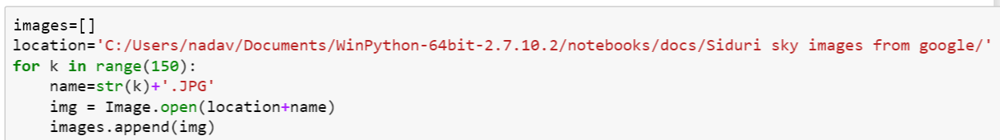 images=[]
location='C:/Users/nadav/Documents/WinPython-64bit-2.7.10.2/notebooks/docs/Siduri sky images from google/'
for k in range(150):
    name=str(k)+'.JPG'
    img = Image.open(location+name)
    images.append(img)